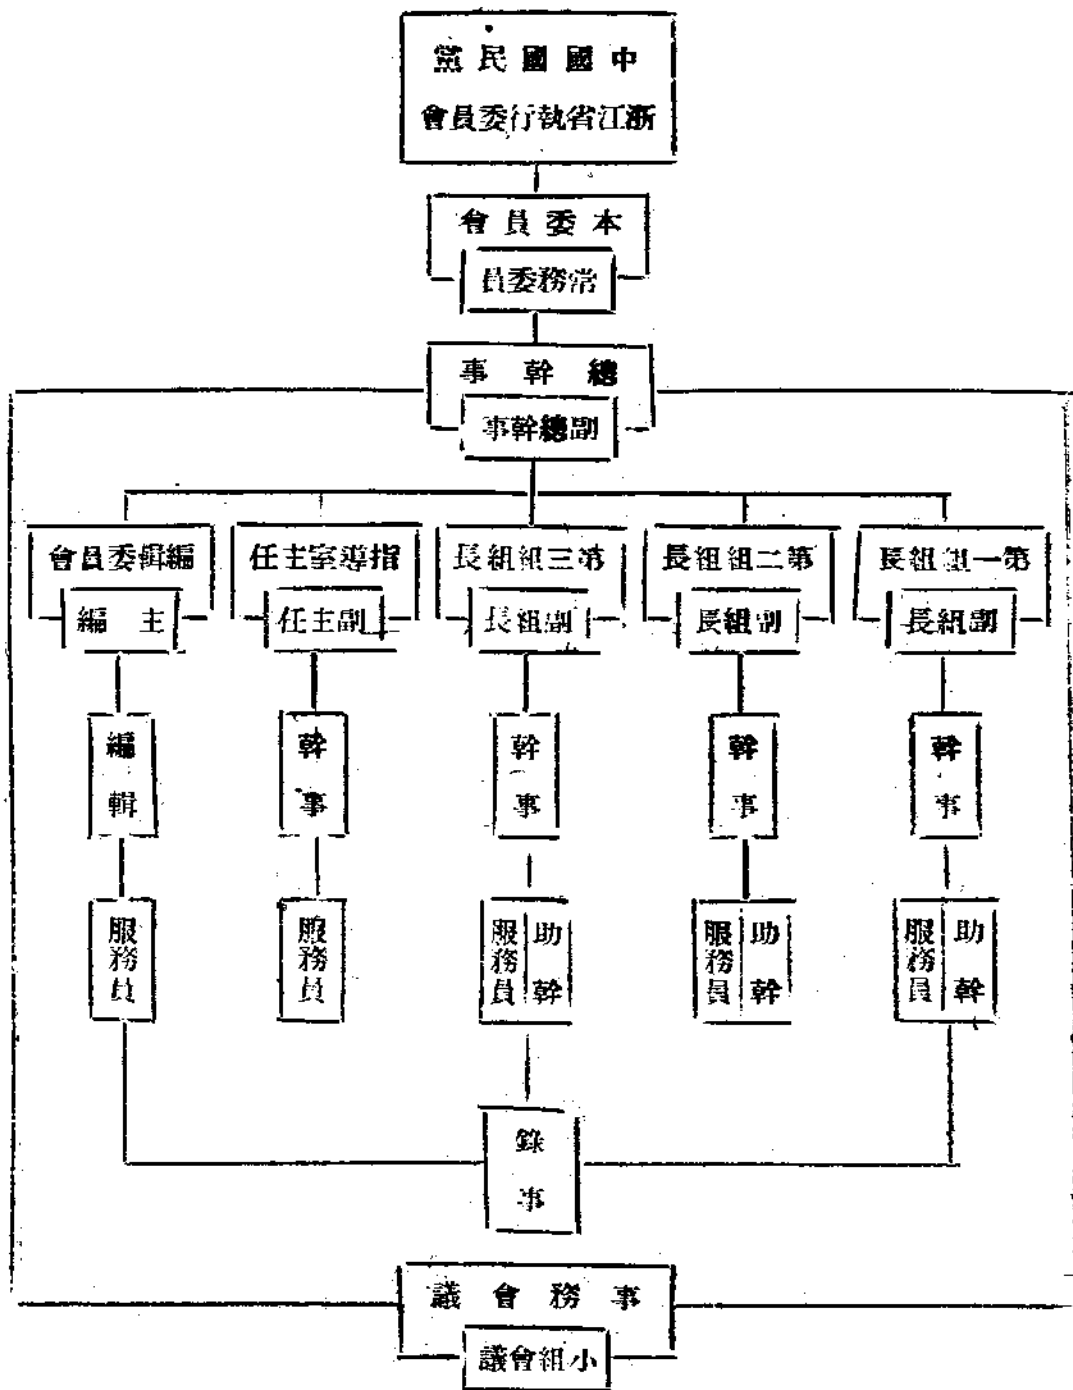 中國國民黨
浙江省執行委員會
本委員會
常務委員
總幹事
副總幹事
第一組組長
副組長
第二組組長
副組長
第三組組長
副組長
指導室主任
副主任
編輯委員會
主編
幹事
幹事
幹事
幹事
編輯
助幹
服務員
助幹
服務員
助幹
服務員
服務員
服務員
錄事
事務會議
小組會議